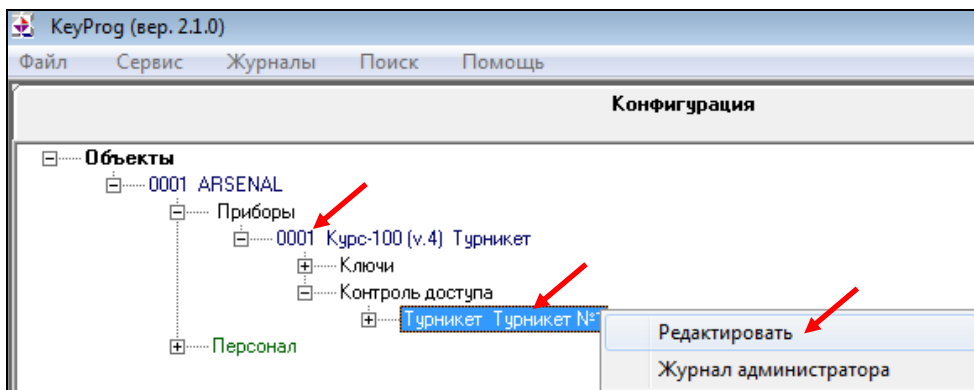 KeyProg (вер. 2.1.0)
Файл Сервис Журналы Поиск Помощь
Конфигурация
Объекты
0001 ARSENAL
Приборы
0001 Курс-100 (v.4) Турникет
Ключи
Контроль доступа
Турникет Турникет №
Редактировать
Персонал
Журнал администратора